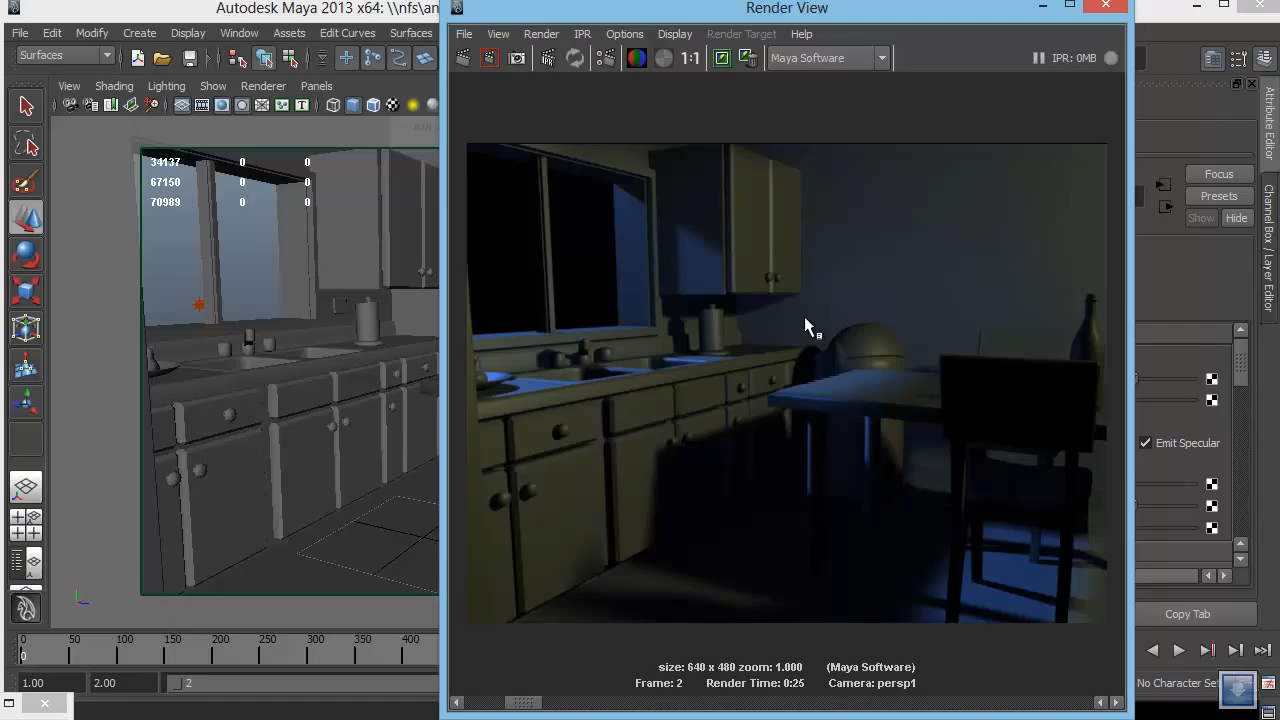 Autodesk Maya 2013 x64: \\nfs\an
File Edit Modify Create Display Window Assets Edit Curves Surfac
Surfaces
View Shading Lighting Show Renderer Panels
34137 0 0
67150 0 0
70989 0 0
0 50 100 150 200 250 300 350 400
0
1.00 2.00 2
Render View
File View Render IPR Options Display Render Target Help
1:1 Maya Software IPR: 0MB
size: 640 x 480 zoom: 1.000 (Maya Software)
Frame: 2 Render Time: 0:25 Camera: persp1
Focus
Presets
Show Hide
Emit Specular
Copy Tab
No Character Set
Attribute Editor
Channel Box / Layer Editor